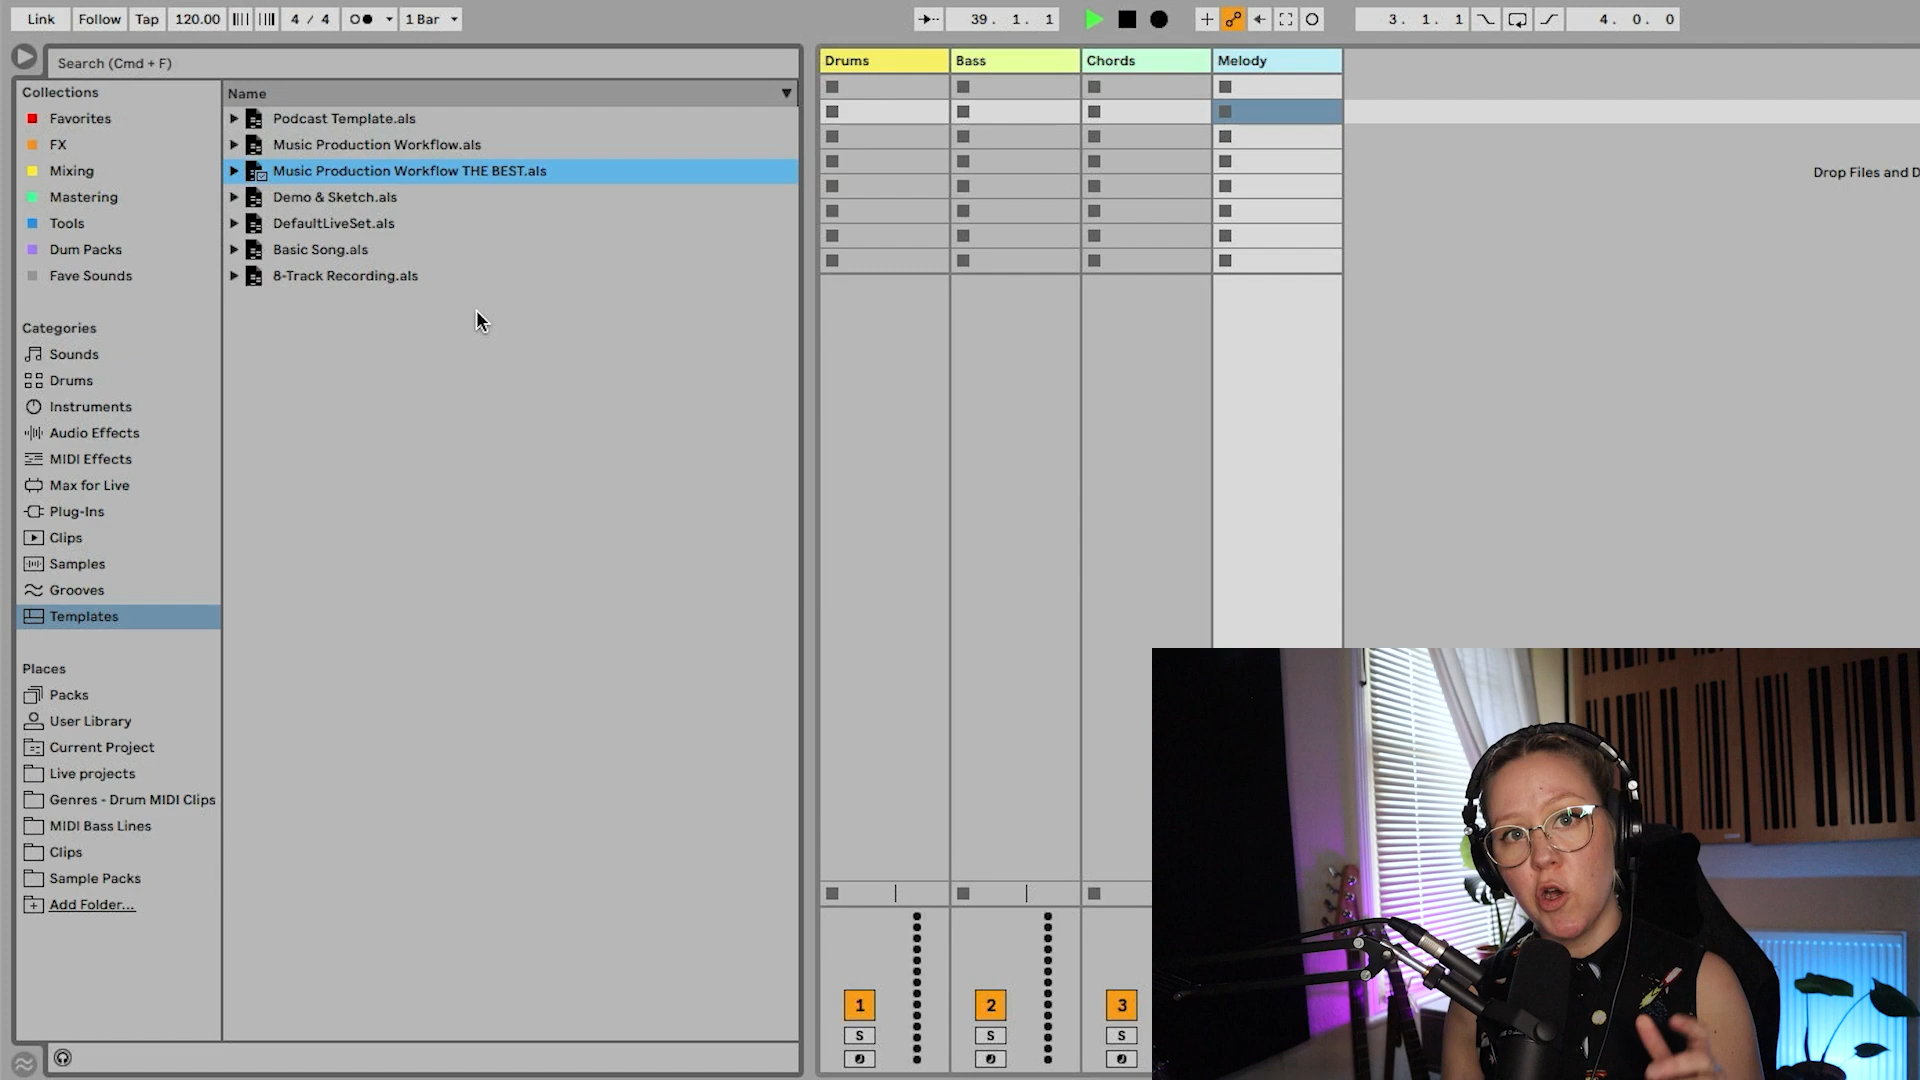 Link Follow Tap 120.00 4 / 4 1 Bar 39. 1. 1 3. 1. 1 4. 0. 0
Search (Cmd + F)
Collections
Favorites
FX
Mixing
Mastering
Tools
Dum Packs
Fave Sounds
Categories
Sounds
Drums
Instruments
Audio Effects
MIDI Effects
Max for Live
Plug-Ins
Clips
Samples
Grooves
Templates
Places
Packs
User Library
Current Project
Live projects
Genres - Drum MIDI Clips
MIDI Bass Lines
Clips
Sample Packs
Add Folder...
Name
Podcast Template.als
Music Production Workflow.als
Music Production Workflow THE BEST.als
Demo & Sketch.als
DefaultLiveSet.als
Basic Song.als
8-Track Recording.als
Drums Bass Chords Melody
Drop Files and D
1 2 3
S S S